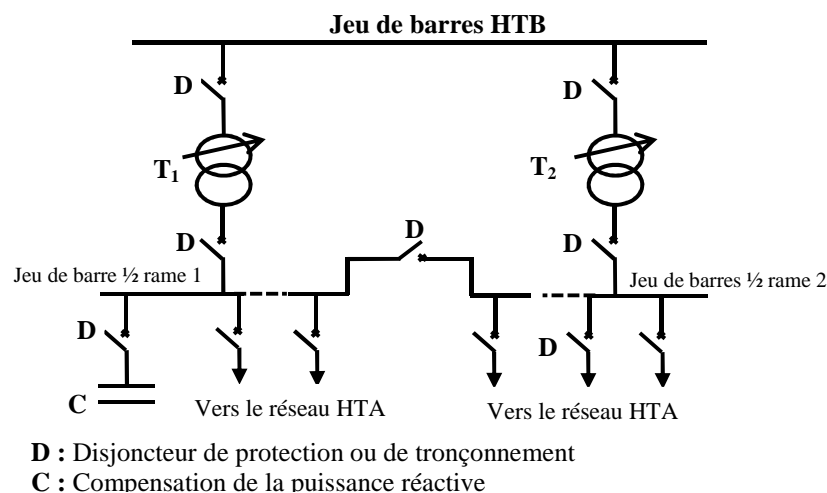 Jeu de barres HTB
D
D
T₁
T₂
D
D
D
Jeu de barre ½ rame 1
Jeu de barres ½ rame 2
D
D
C
Vers le réseau HTA
Vers le réseau HTA
D : Disjoncteur de protection ou de tronçonnement
C : Compensation de la puissance réactive